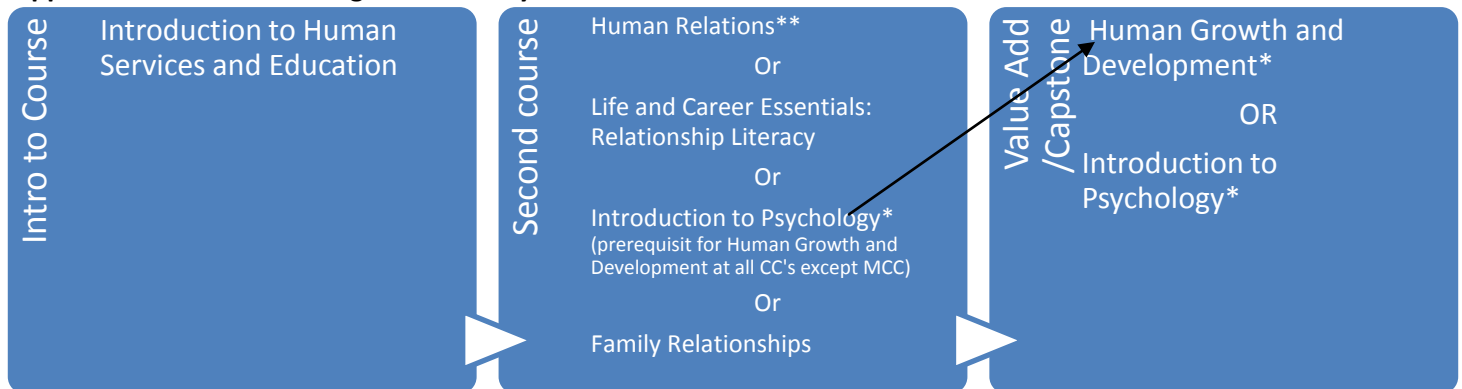 Intro to Course
Introduction to Human
Services and Education
Second course
Human Relations**
Or
Life and Career Essentials:
Relationship Literacy
Or
Introduction to Psychology*
(prerequisit for Human Growth and
Development at all CC's except MCC)
Or
Family Relationships
Value Add
/Capstone
Human Growth and
Development*
OR
Introduction to
Psychology*